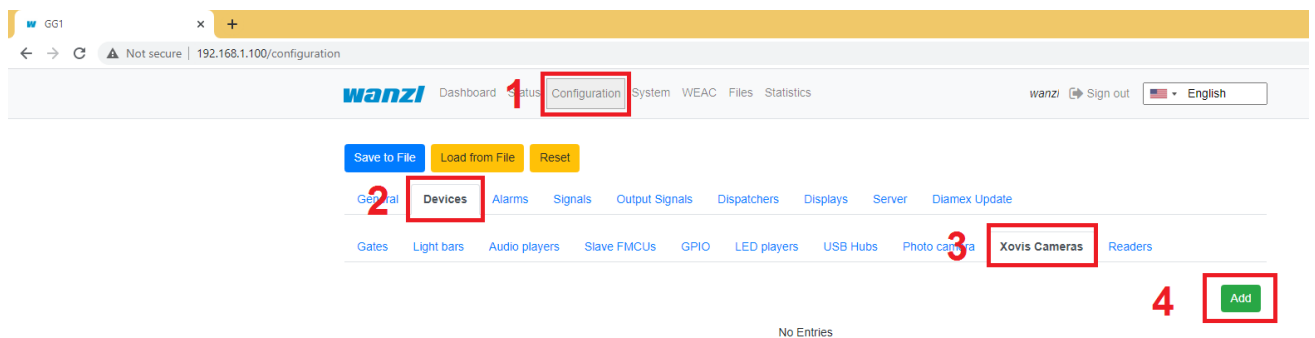 w GG1 × +
Not secure | 192.168.1.100/configuration
wanzl Dashboard Status Configuration System WEAC Files Statistics wanzl Sign out English
1
Save to File Load from File Reset
General Devices Alarms Signals Output Signals Dispatchers Displays Server Diamex Update
2
Gates Light bars Audio players Slave FMCUs GPIO LED players USB Hubs Photo camera Xovis Cameras Readers
3
Add
4
No Entries